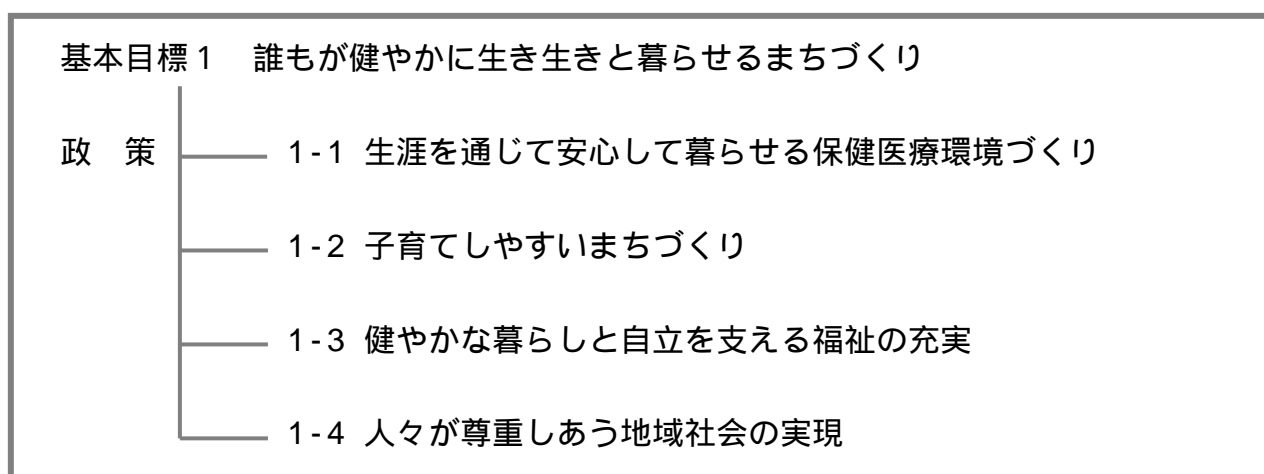 基本目標1 誰もが健やかに生き生きと暮らせるまちづくり
政 策
1-1 生涯を通じて安心して暮らせる保健医療環境づくり
1-2 子育てしやすいまちづくり
1-3 健やかな暮らしと自立を支える福祉の充実
1-4 人々が尊重しあう地域社会の実現